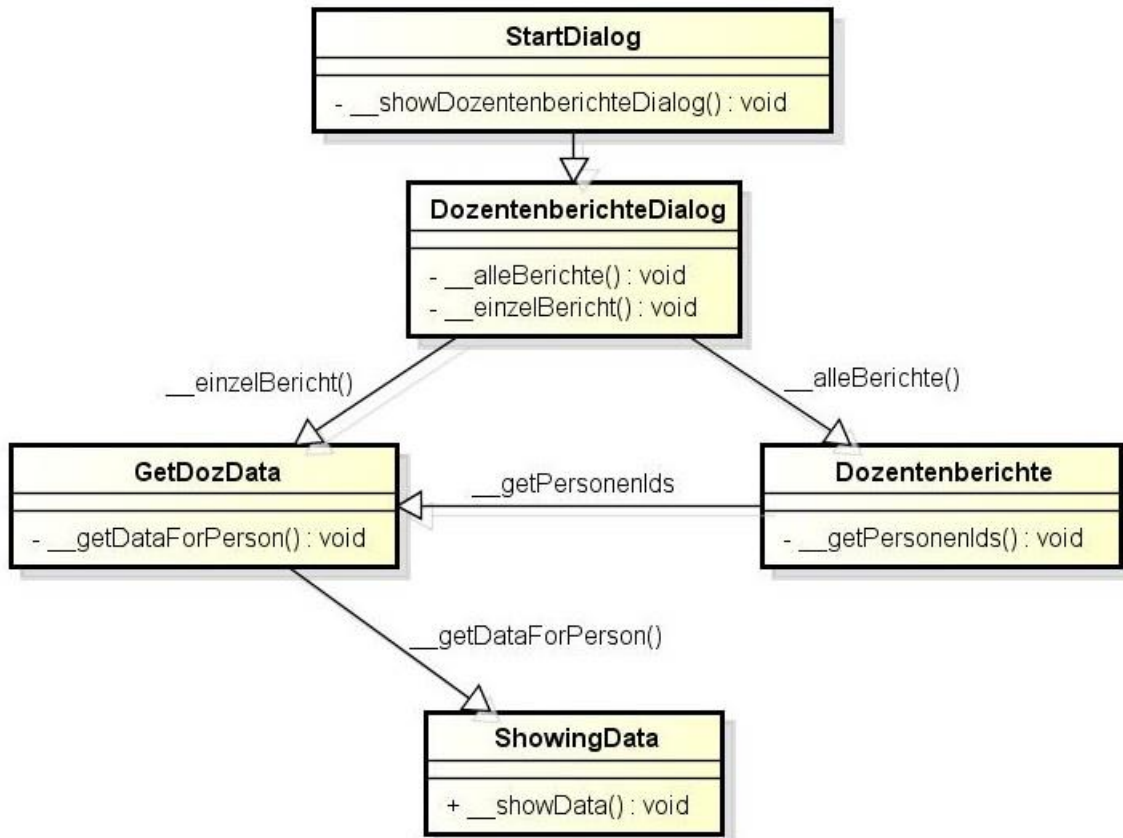 StartDialog
- __showDozentenberichteDialog() : void
DozentenberichteDialog
- __alleBerichte() : void
- __einzelBericht() : void
__einzelBericht()
__alleBerichte()
GetDozData
- __getDataForPerson() : void
__getPersonenIds
Dozentenberichte
- __getPersonenIds() : void
__getDataForPerson()
ShowingData
+ __showData() : void